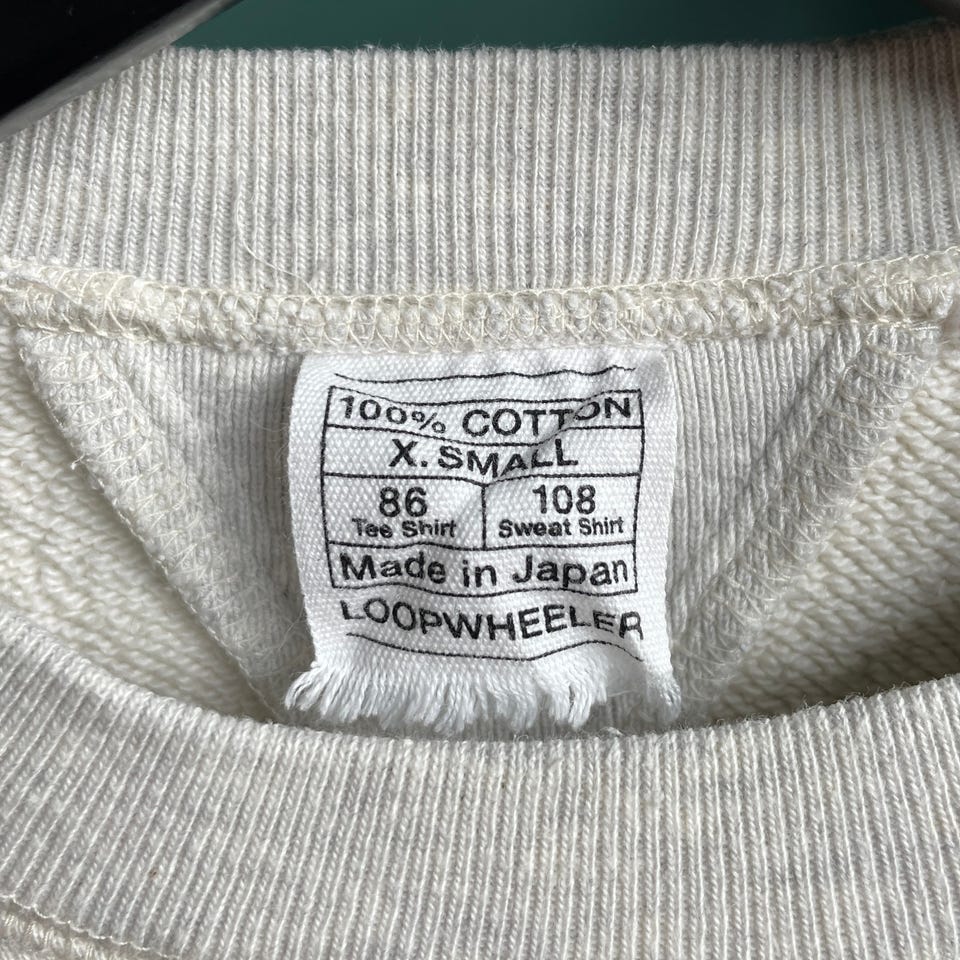 100% COTTON
X. SMALL
86 108
Tee Shirt Sweat Shirt
Made in Japan
LOOPWHEELER